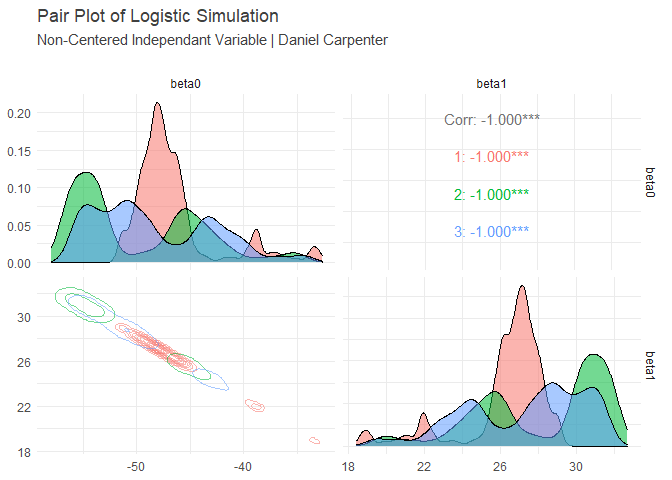 Pair Plot of Logistic Simulation
Non-Centered Independant Variable | Daniel Carpenter
beta0
beta1
0.20
0.15
0.10
0.05
0.00
Corr: -1.000***
1: -1.000***
2: -1.000***
3: -1.000***
beta0
30
26
22
18
beta1
-50
-40
18
22
26
30